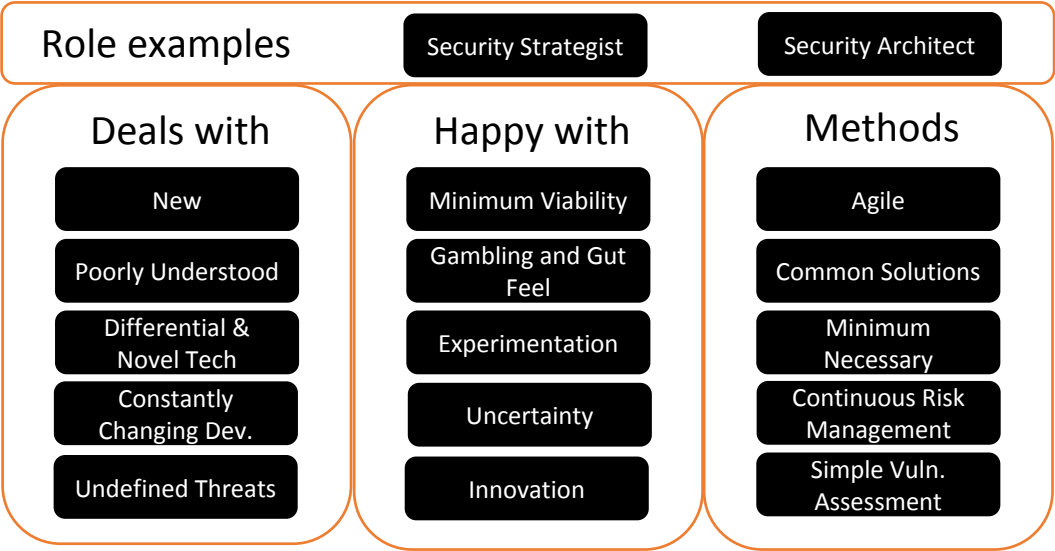 Role examples
Security Strategist
Security Architect
Deals with
New
Poorly Understood
Differential &
Novel Tech
Constantly
Changing Dev.
Undefined Threats
Happy with
Minimum Viability
Gambling and Gut
Feel
Experimentation
Uncertainty
Innovation
Methods
Agile
Common Solutions
Minimum
Necessary
Continuous Risk
Management
Simple Vuln.
Assessment